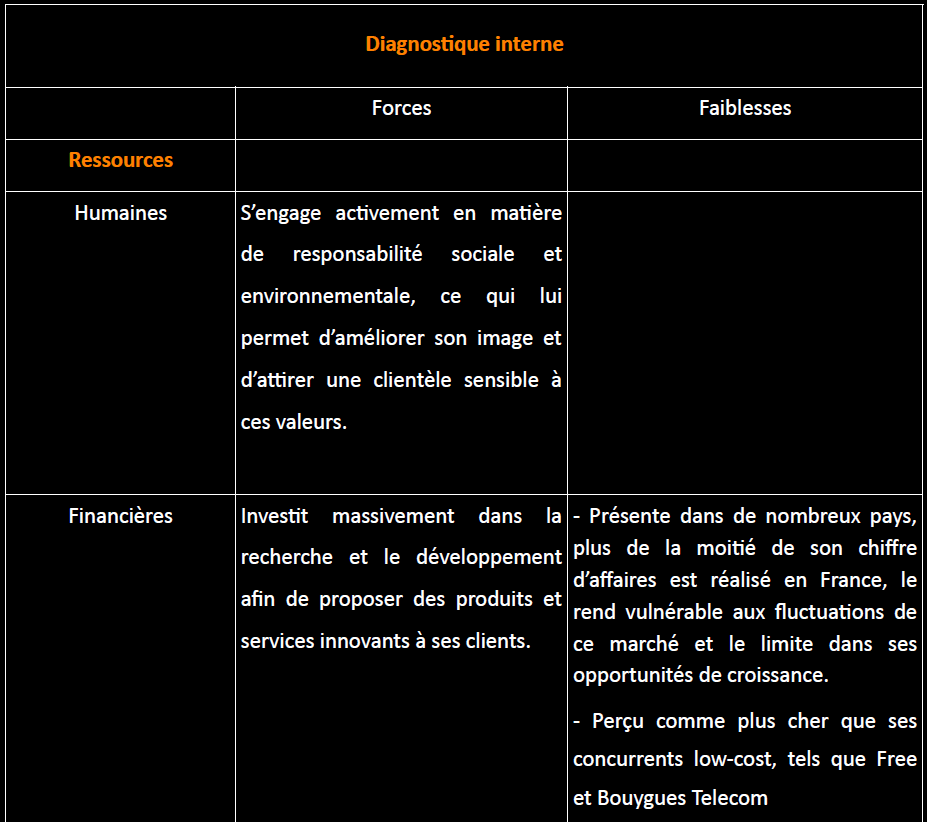 Diagnostique interne
Forces
Faiblesses
Ressources
Humaines
S’engage activement en matière
de responsabilité sociale et
environnementale, ce qui lui
permet d’améliorer son image et
d’attirer une clientèle sensible à
ces valeurs.
Financières
Investit massivement dans la
recherche et le développement
afin de proposer des produits et
services innovants à ses clients.
- Présente dans de nombreux pays,
plus de la moitié de son chiffre
d’affaires est réalisé en France, le
rend vulnérable aux fluctuations de
ce marché et le limite dans ses
opportunités de croissance.
- Perçu comme plus cher que ses
concurrents low-cost, tels que Free
et Bouygues Telecom